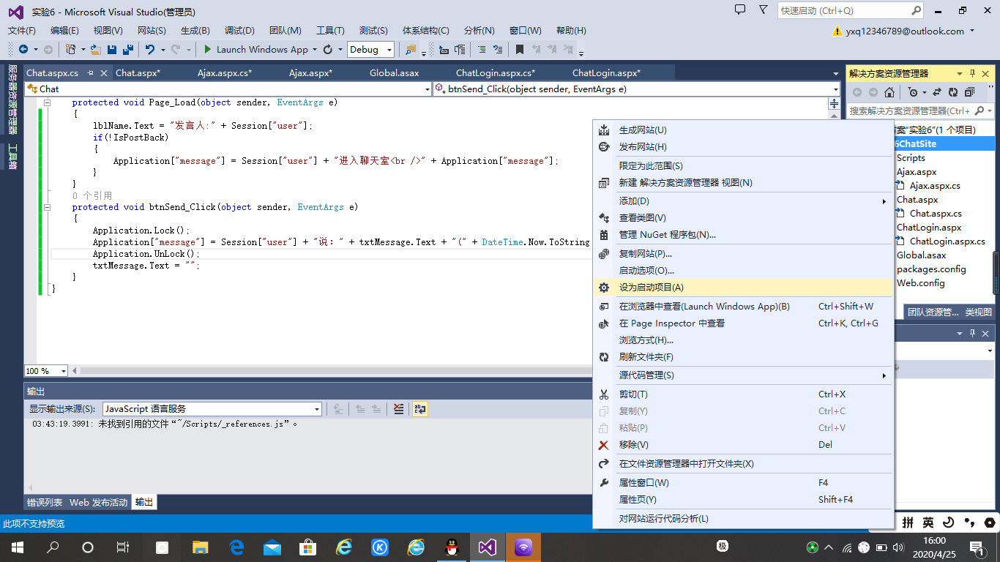 实验6 - Microsoft Visual Studio(管理员)
快速启动 (Ctrl+Q)
文件(F) 编辑(E) 视图(V) 网站(S) 生成(B) 调试(D) 团队(M) 工具(T) 测试(S) 体系结构(C) 分析(N) 窗口(W) 帮助(H)
yxq12346789@outlook.com
Launch Windows App Debug
服务器资源管理器
工具箱
Chat.aspx.cs Chat.aspx* Ajax.aspx.cs* Ajax.aspx* Global.asax ChatLogin.aspx.cs* ChatLogin.aspx*
Chat btnSend_Click(object sender, EventArgs e)
protected void Page_Load(object sender, EventArgs e)
{
lblName.Text = "发言人:" + Session["user"];
if(!IsPostBack)
{
Application["message"] = Session["user"] + "进入聊天室<br />" + Application["message"];
}
}
0 个引用
protected void btnSend_Click(object sender, EventArgs e)
{
Application.Lock();
Application["message"] = Session["user"] + "说：" + txtMessage.Text + "(" + DateTime.Now.ToString
Application.UnLock();
txtMessage.Text = "";
}
}
100 %
输出
显示输出来源(S): JavaScript 语言服务
03:43:19.3991: 未找到引用的文件“~/Scripts/_references.js”。
错误列表 Web 发布活动 输出
此项不支持预览
生成网站(U)
发布网站(H)
限定为此范围(S)
新建 解决方案资源管理器 视图(N)
添加(D)
查看类图(V)
管理 NuGet 程序包(N)...
复制网站(P)...
启动选项(O)...
设为启动项目(A)
在浏览器中查看(Launch Windows App)(B) Ctrl+Shift+W
在 Page Inspector 中查看 Ctrl+K, Ctrl+G
浏览方式(H)...
刷新文件夹(F)
源代码管理(S)
剪切(T) Ctrl+X
复制(Y) Ctrl+C
粘贴(P) Ctrl+V
移除(V) Del
在文件资源管理器中打开文件夹(X)
属性窗口(W) F4
属性页(Y) Shift+F4
对网站运行代码分析(L)
解决方案资源管理器
搜索解决方案资源管理器(Ctrl+
案“实验6”(1 个项目)
6ChatSite
Scripts
Ajax.aspx
Ajax.aspx.cs
Chat.aspx
Chat.aspx.cs
ChatLogin.aspx
ChatLogin.aspx.cs
Global.asax
packages.config
Web.config
团队资源管... 类视图
拼 英
极
16:00
2020/4/25
1